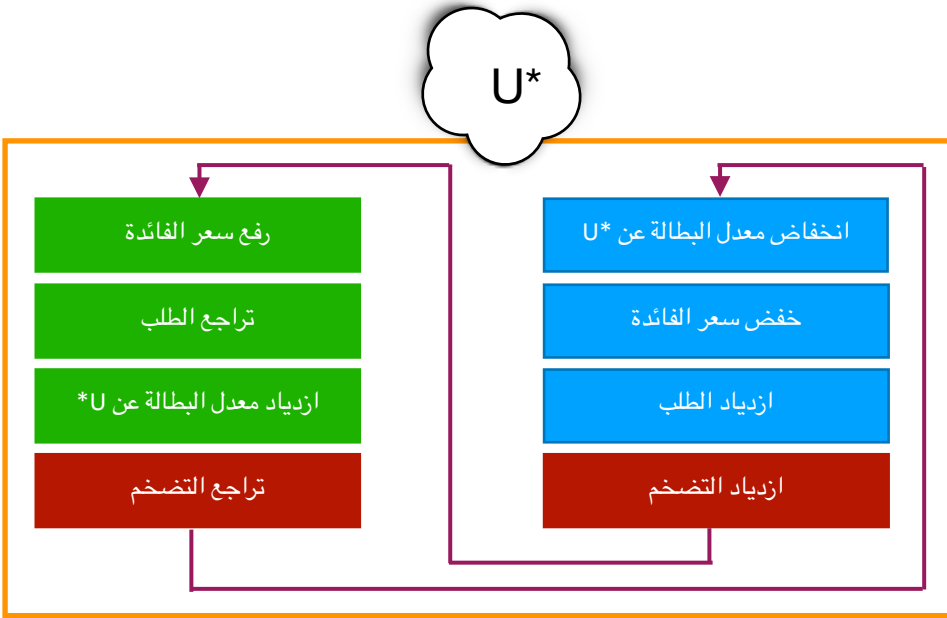 U*
انخفاض معدل البطالة عن U*
خفض سعر الفائدة
ازدياد الطلب
ازدياد التضخم
رفع سعر الفائدة
تراجع الطلب
ازدياد معدل البطالة عن U*
تراجع التضخم